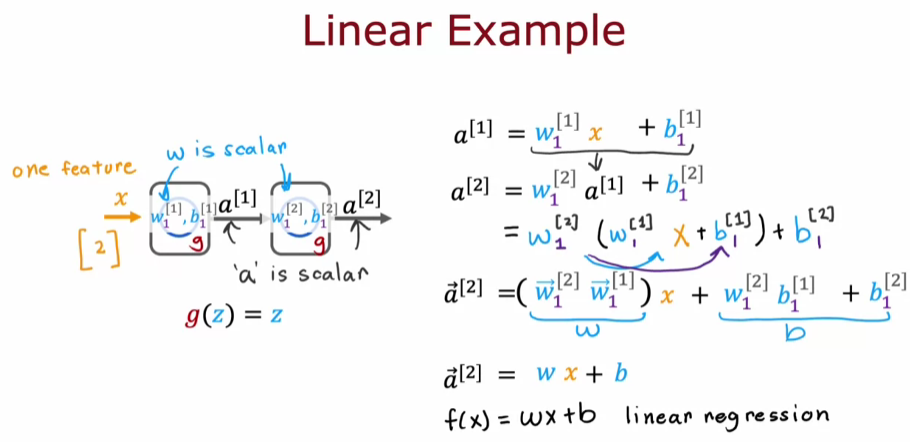 Linear Example
w is scalar
one feature
x
[2]
w₁^[1], b₁^[1]
g
a^[1]
w₁^[2], b₁^[2]
g
a^[2]
'a' is scalar
g(z) = z
a^[1] = w₁^[1] x + b₁^[1]
a^[2] = w₁^[2] a^[1] + b₁^[2]
= w₁^[2] (w₁^[1] x + b₁^[1]) + b₁^[2]
a⃗^[2] =( w⃗₁^[2] w⃗₁^[1] ) x + w₁^[2] b₁^[1] + b₁^[2]
w b
a⃗^[2] = w x + b
f(x) = wx+b linear regression